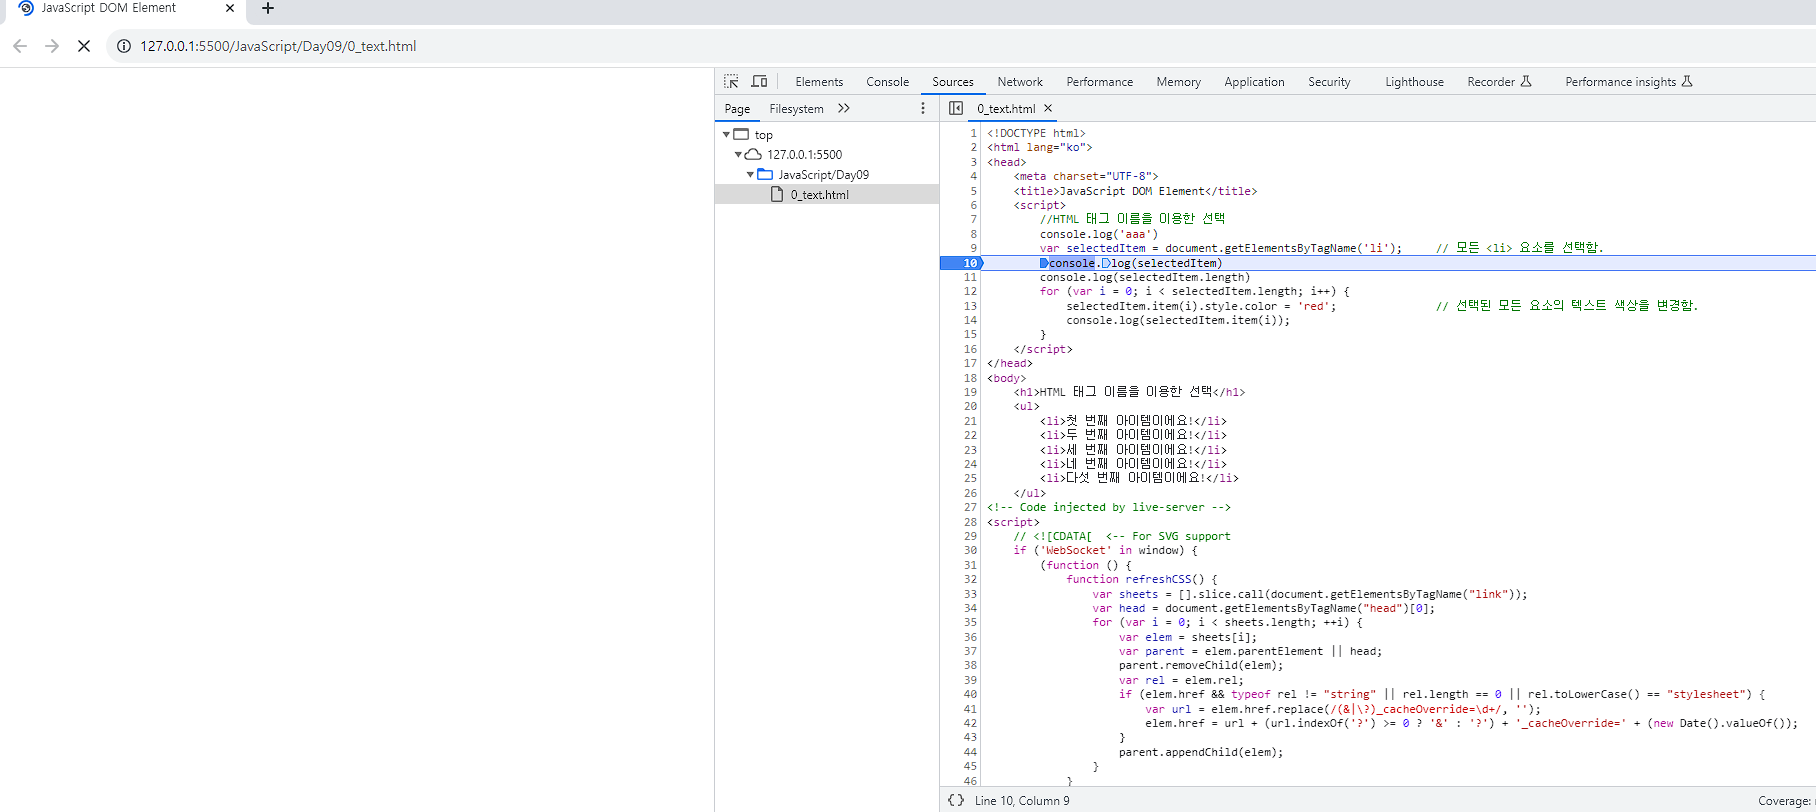 JavaScript DOM Element
127.0.0.1:5500/JavaScript/Day09/0_text.html
Elements Console Sources Network Performance Memory Application Security Lighthouse Recorder Performance insights
Page Filesystem
0_text.html
top
127.0.0.1:5500
JavaScript/Day09
0_text.html
1 <!DOCTYPE html>
2 <html lang="ko">
3 <head>
4 <meta charset="UTF-8">
5 <title>JavaScript DOM Element</title>
6 <script>
7 //HTML 태그 이름을 이용한 선택
8 console.log('aaa')
9 var selectedItem = document.getElementsByTagName('li'); // 모든 <li> 요소를 선택함.
10 console.log(selectedItem)
11 console.log(selectedItem.length)
12 for (var i = 0; i < selectedItem.length; i++) {
13 selectedItem.item(i).style.color = 'red'; // 선택된 모든 요소의 텍스트 색상을 변경함.
14 console.log(selectedItem.item(i));
15 }
16 </script>
17 </head>
18 <body>
19 <h1>HTML 태그 이름을 이용한 선택</h1>
20 <ul>
21 <li>첫 번째 아이템이에요!</li>
22 <li>두 번째 아이템이에요!</li>
23 <li>세 번째 아이템이에요!</li>
24 <li>네 번째 아이템이에요!</li>
25 <li>다섯 번째 아이템이에요!</li>
26 </ul>
27 <!-- Code injected by live-server -->
28 <script>
29 // <![CDATA[ <-- For SVG support
30 if ('WebSocket' in window) {
31 (function () {
32 function refreshCSS() {
33 var sheets = [].slice.call(document.getElementsByTagName("link"));
34 var head = document.getElementsByTagName("head")[0];
35 for (var i = 0; i < sheets.length; ++i) {
36 var elem = sheets[i];
37 var parent = elem.parentElement || head;
38 parent.removeChild(elem);
39 var rel = elem.rel;
40 if (elem.href && typeof rel != "string" || rel.length == 0 || rel.toLowerCase() == "stylesheet") {
41 var url = elem.href.replace(/(&|\?)_cacheOverride=\d+/, '');
42 elem.href = url + (url.indexOf('?') >= 0 ? '&' : '?') + '_cacheOverride=' + (new Date().valueOf());
43 }
44 parent.appendChild(elem);
45 }
46 }
{} Line 10, Column 9
Coverage: